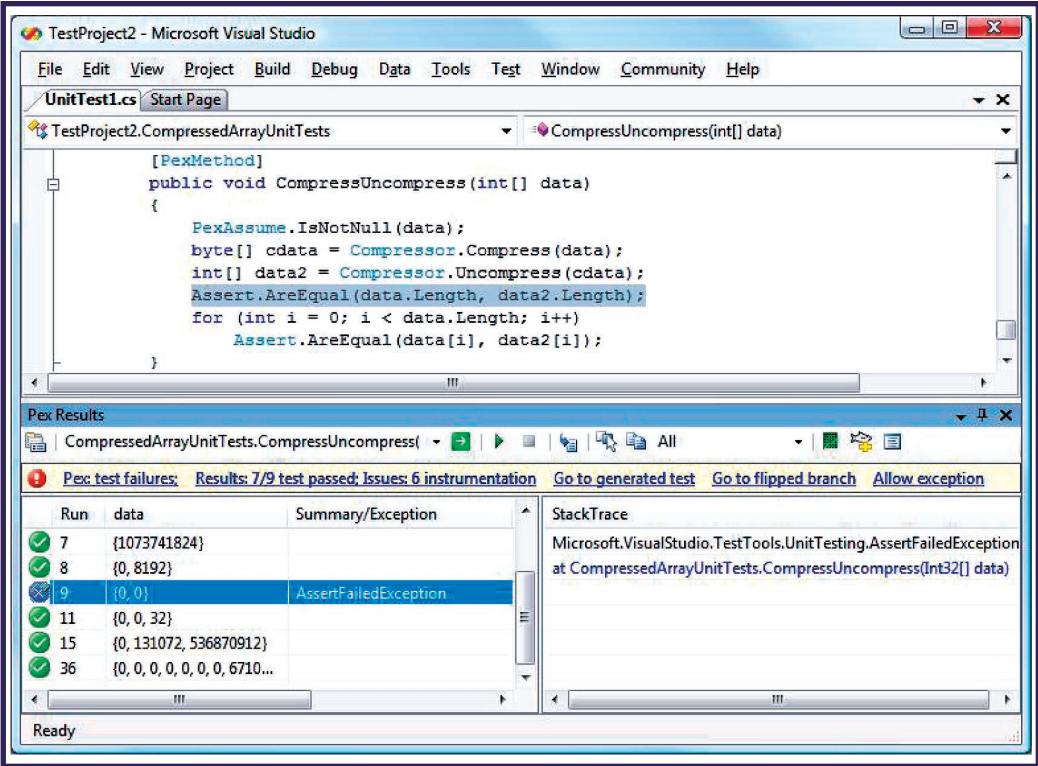 TestProject2 - Microsoft Visual Studio
File Edit View Project Build Debug Data Tools Test Window Community Help
UnitTest1.cs Start Page
TestProject2.CompressedArrayUnitTests CompressUncompress(int[] data)
[PexMethod]
public void CompressUncompress(int[] data)
{
PexAssume.IsNotNull(data);
byte[] cdata = Compressor.Compress(data);
int[] data2 = Compressor.Uncompress(cdata);
Assert.AreEqual(data.Length, data2.Length);
for (int i = 0; i < data.Length; i++)
Assert.AreEqual(data[i], data2[i]);
}
Pex Results
CompressedArrayUnitTests.CompressUncompress( All
Pex: test failures; Results: 7/9 test passed; Issues: 6 instrumentation Go to generated test Go to flipped branch Allow exception
Run data Summary/Exception StackTrace
7 {1073741824} Microsoft.VisualStudio.TestTools.UnitTesting.AssertFailedException
8 {0, 8192} at CompressedArrayUnitTests.CompressUncompress(Int32[] data)
9 {0, 0} AssertFailedException
11 {0, 0, 32}
15 {0, 131072, 536870912}
36 {0, 0, 0, 0, 0, 0, 0, 6710...
Ready